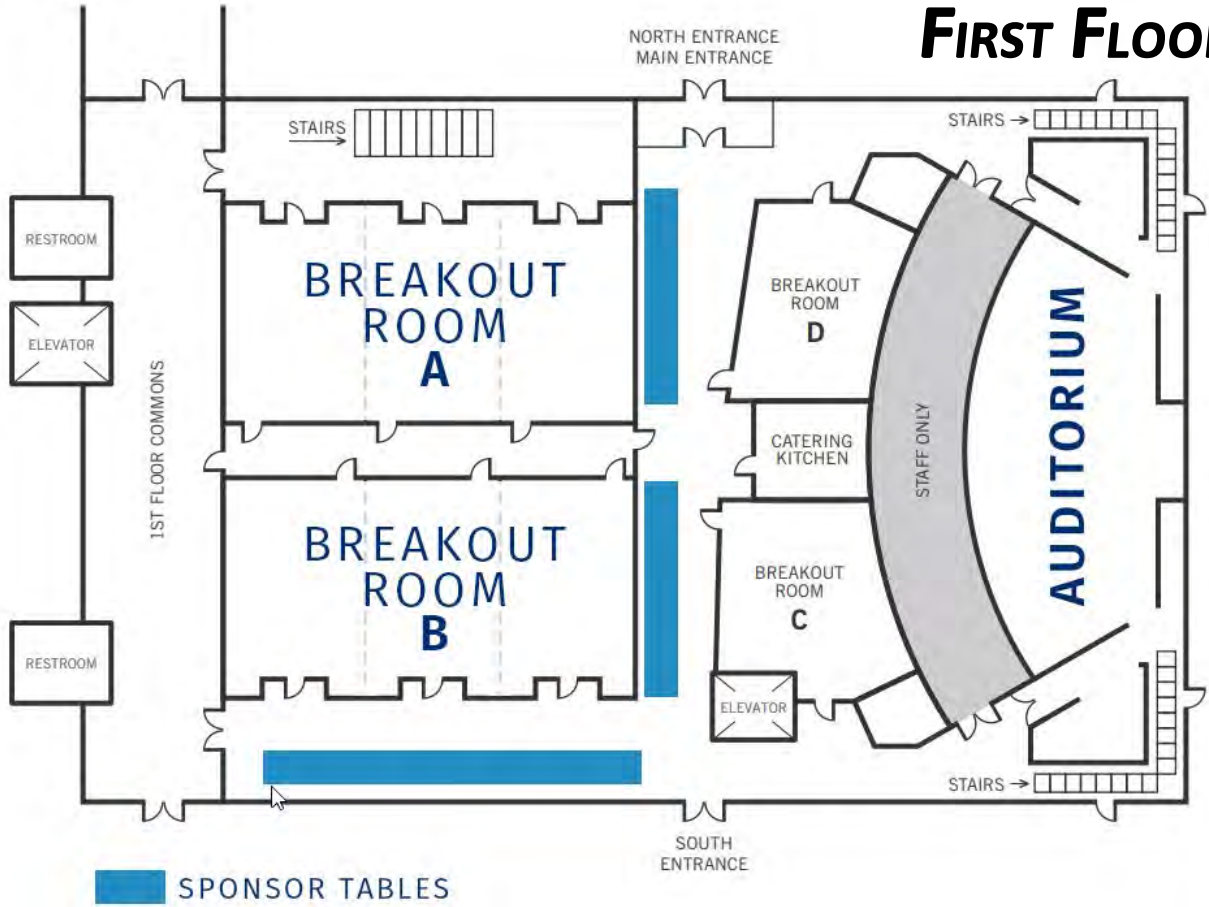 FIRST FLOO
NORTH ENTRANCE
MAIN ENTRANCE
STAIRS
STAIRS
RESTROOM
ELEVATOR
1ST FLOOR COMMONS
BREAKOUT
ROOM
A
BREAKOUT
ROOM
D
CATERING
KITCHEN
STAFF ONLY
AUDITORIUM
BREAKOUT
ROOM
B
BREAKOUT
ROOM
C
RESTROOM
ELEVATOR
STAIRS
SOUTH
ENTRANCE
SPONSOR TABLES